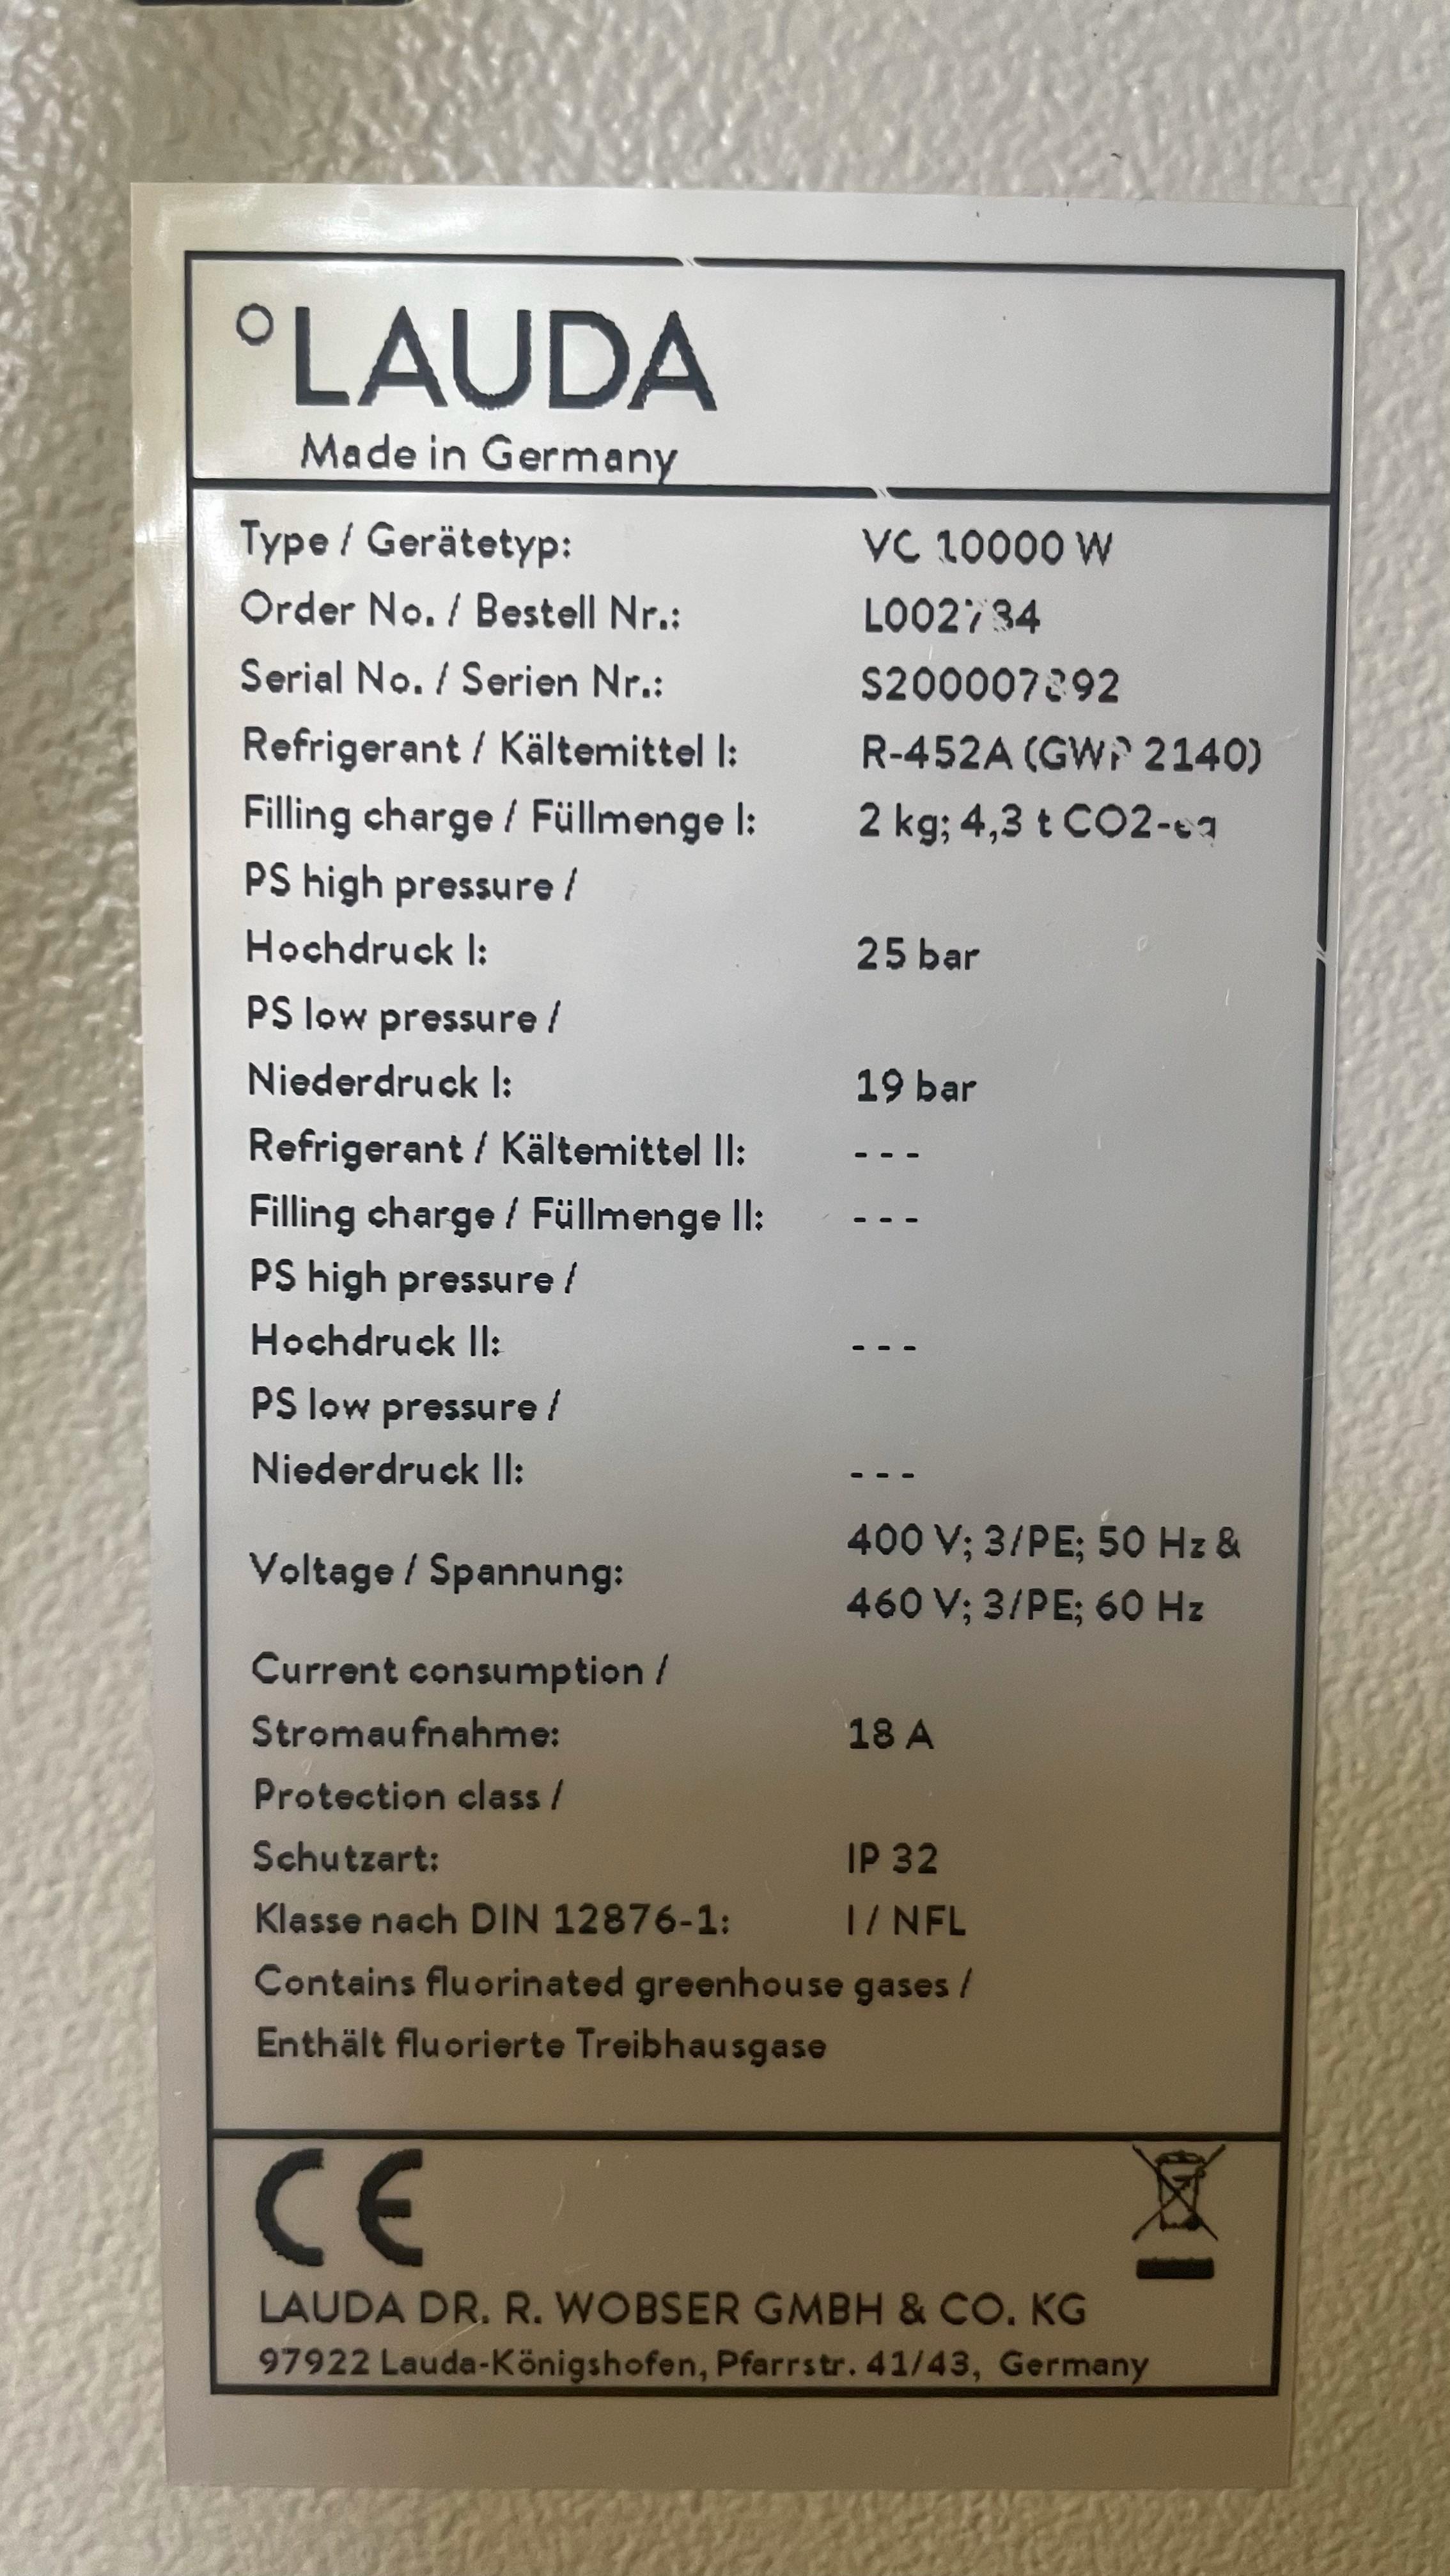 °LAUDA
Made in Germany
Type / Gerätetyp: VC 10000 W
Order No. / Bestell Nr.:
Serial No. / Serien Nr.:
Refrigerant / Kältemittel I: R-452A (GWP 2140)
Filling charge / Füllmenge I: 2 kg; 4,3 t CO2-eq
PS high pressure /
Hochdruck I: 25 bar
PS low pressure /
Niederdruck I: 19 bar
Refrigerant / Kältemittel II: ---
Filling charge / Füllmenge II: ---
PS high pressure /
Hochdruck II: ---
PS low pressure /
Niederdruck II: ---
Voltage / Spannung: 400 V; 3/PE; 50 Hz &
460 V; 3/PE; 60 Hz
Current consumption /
Stromaufnahme: 18 A
Protection class /
Schutzart: IP 32
Klasse nach DIN 12876-1: I / NFL
Contains fluorinated greenhouse gases /
Enthält fluorierte Treibhausgase
CE
LAUDA DR. R. WOBSER GMBH & CO. KG
97922 Lauda-Königshofen, Pfarrstr. 41/43, Germany